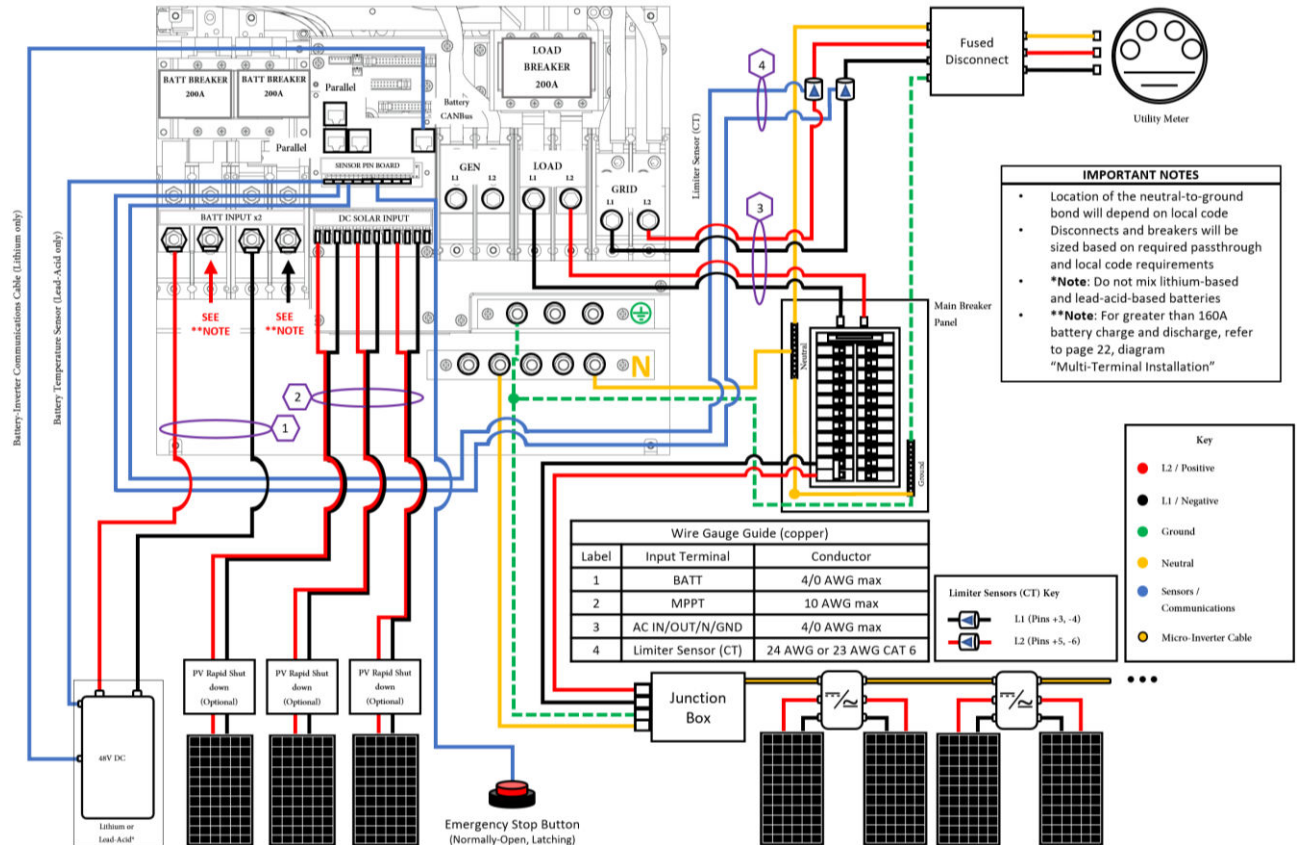 BATT BREAKER
200A
BATT BREAKER
200A
Parallel
Parallel
Battery
CANBus
LOAD
BREAKER
200A
SENSOR PIN BOARD
GEN
L1
L2
LOAD
L1
L2
GRID
L1
L2
BATT INPUT x2
DC SOLAR INPUT
SEE
**NOTE
SEE
**NOTE
N
1
2
3
4
Battery-Inverter Communications Cable (Lithium only)
Battery Temperature Sensor (Lead-Acid only)
Limiter Sensor (CT)
Fused
Disconnect
Utility Meter
IMPORTANT NOTES
• Location of the neutral-to-ground
bond will depend on local code
• Disconnects and breakers will be
sized based on required passthrough
and local code requirements
• *Note: Do not mix lithium-based
and lead-acid-based batteries
• **Note: For greater than 160A
battery charge and discharge, refer
to page 22, diagram
“Multi-Terminal Installation”
Main Breaker
Panel
Neutral
Ground
Key
L2 / Positive
L1 / Negative
Ground
Neutral
Sensors /
Communications
Micro-Inverter Cable
Wire Gauge Guide (copper)
Label Input Terminal Conductor
1 BATT 4/0 AWG max
2 MPPT 10 AWG max
3 AC IN/OUT/N/GND 4/0 AWG max
4 Limiter Sensor (CT) 24 AWG or 23 AWG CAT 6
Limiter Sensors (CT) Key
L1 (Pins +3, -4)
L2 (Pins +5, -6)
PV Rapid Shut
down
(Optional)
PV Rapid Shut
down
(Optional)
PV Rapid Shut
down
(Optional)
Junction
Box
48V DC
Lithium or
Lead-Acid*
Emergency Stop Button
(Normally-Open, Latching)